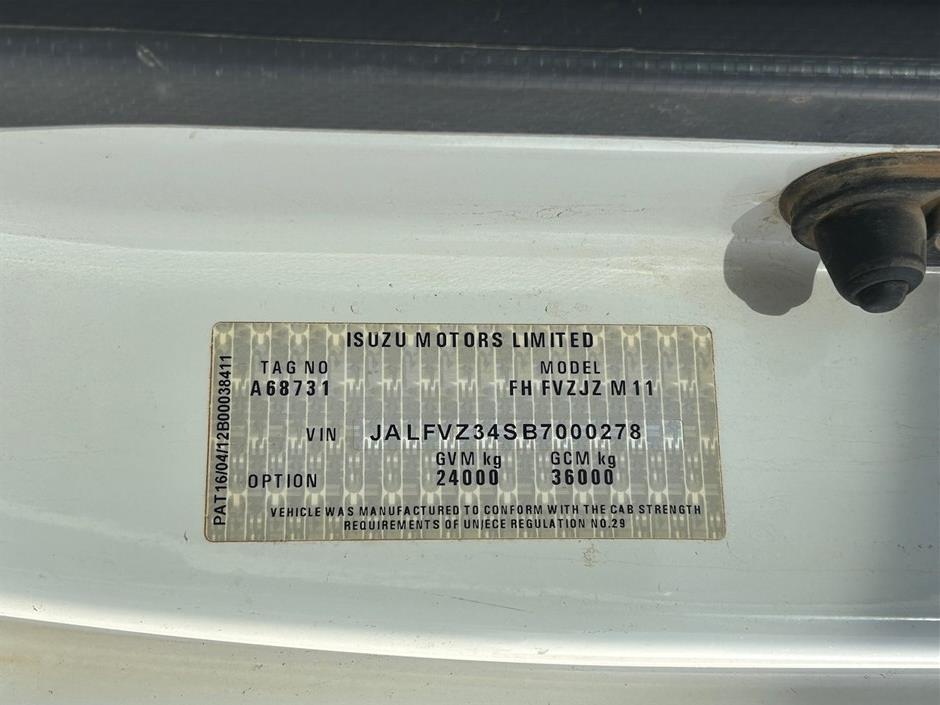 ISUZU MOTORS LIMITED
TAG NO MODEL
A68731 FH FVZJZ M11
VIN JALFVZ34SB7000278
GVM kg GCM kg
OPTION 24000 36000
VEHICLE WAS MANUFACTURED TO CONFORM WITH THE CAB STRENGTH
REQUIREMENTS OF UN/ECE REGULATION NO.29
PAT16/04/12B00038411